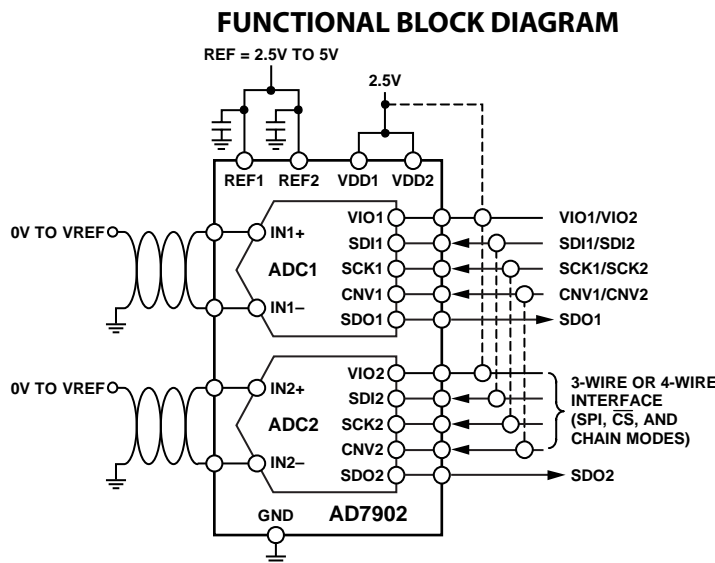 FUNCTIONAL BLOCK DIAGRAM
REF = 2.5V TO 5V
2.5V
REF1 REF2 VDD1 VDD2
0V TO VREF
IN1+
ADC1
IN1–
VIO1
SDI1
SCK1
CNV1
SDO1
VIO1/VIO2
SDI1/SDI2
SCK1/SCK2
CNV1/CNV2
SDO1
0V TO VREF
IN2+
ADC2
IN2–
VIO2
SDI2
SCK2
CNV2
SDO2
3-WIRE OR 4-WIRE
INTERFACE
(SPI, CS, AND
CHAIN MODES)
SDO2
GND
AD7902